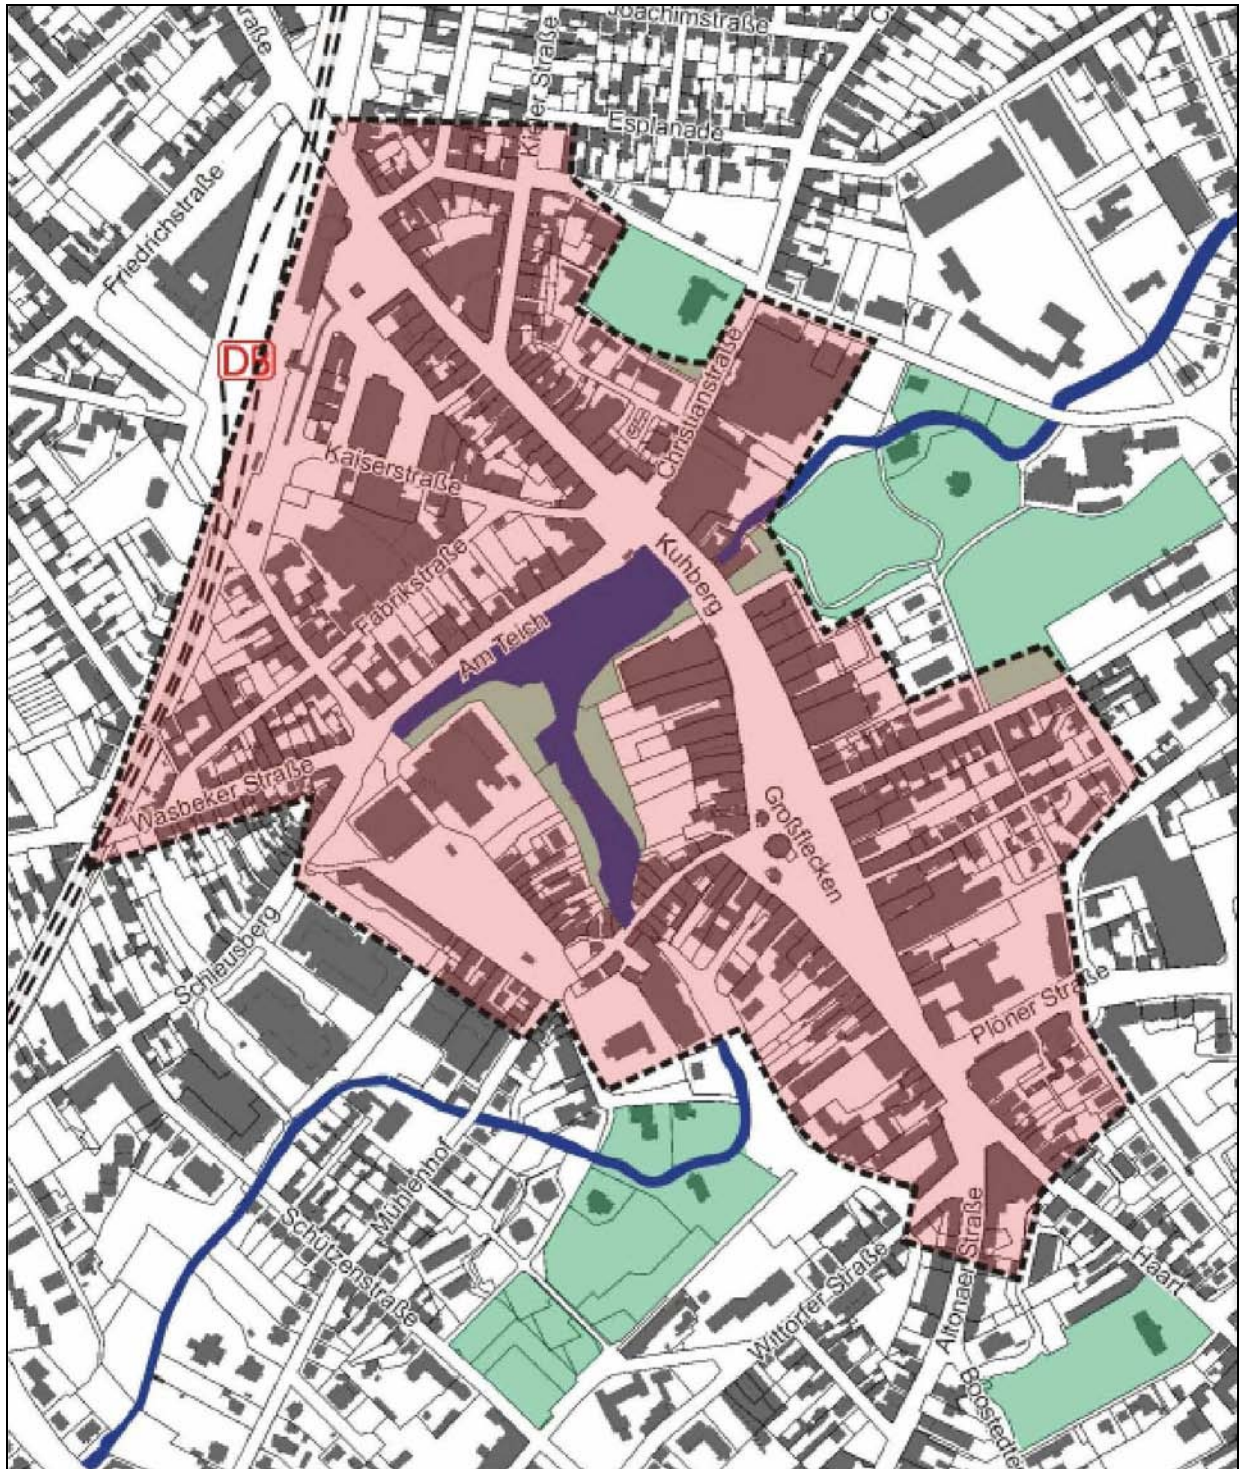 Joachimstraße
Kieler Straße
Esplanade
Friedrichstraße
DB
Christianstraße
Kaiserstraße
Kuhberg
Fabrikstraße
Am Teich
Wasbeker Straße
Großflecken
Schleusberg
Plöner Straße
Mühlenhof
Schützenstraße
Wittorfer Straße
Altonaer Straße
Haart
Boostedte